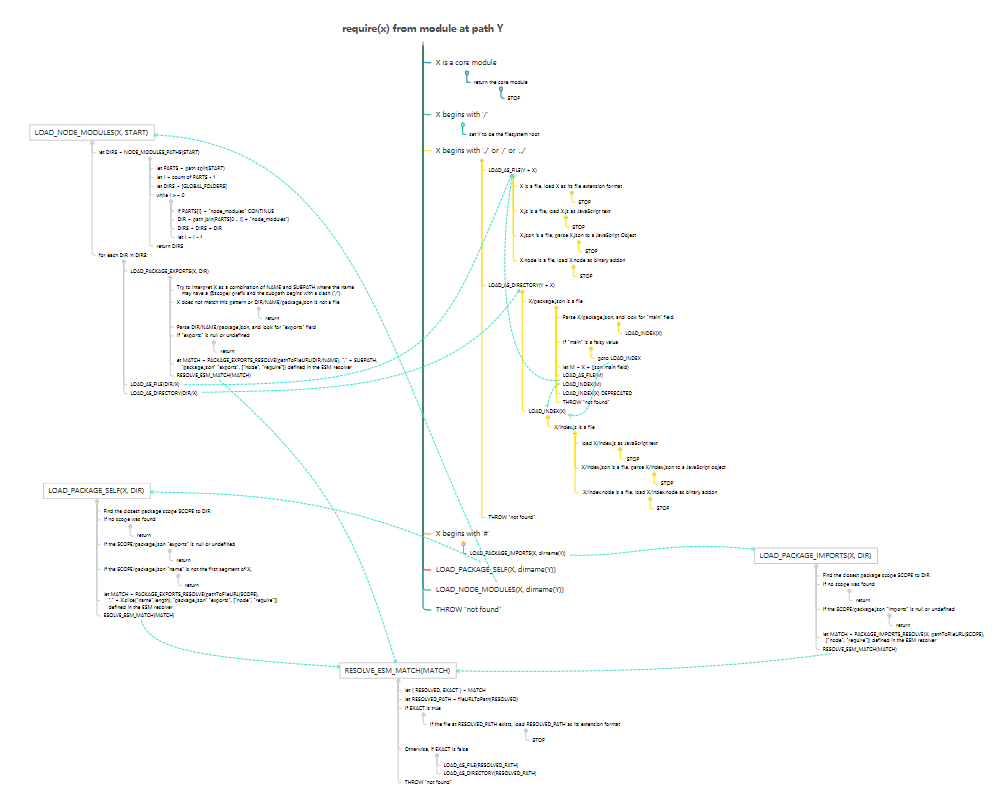 require(x) from module at path Y
X is a core module
return the core module
STOP
X begins with '/'
set Y to be the filesystem root
X begins with './' or '/' or '../'
LOAD_AS_FILE(Y + X)
X is a file, load X as its file extension format
STOP
X.js is a file, load X.js as JavaScript text
STOP
X.json is a file, parse X.json to a JavaScript Object
STOP
X.node is a file, load X.node as binary addon
STOP
LOAD_AS_DIRECTORY(Y + X)
X/package.json is a file
Parse X/package.json, and look for "main" field
LOAD_INDEX(X)
If "main" is a falsy value
goto LOAD_INDEX
let M = X + (json main field)
LOAD_AS_FILE(M)
LOAD_INDEX(M)
LOAD_INDEX(X) DEPRECATED
THROW "not found"
LOAD_INDEX(X)
X/index.js is a file
load X/index.js as JavaScript text
STOP
X/index.json is a file, parse X/index.json to a JavaScript object
STOP
X/index.node is a file, load X/index.node as binary addon
STOP
THROW "not found"
X begins with '#'
LOAD_PACKAGE_IMPORTS(X, dirname(Y))
LOAD_PACKAGE_SELF(X, dirname(Y))
LOAD_NODE_MODULES(X, dirname(Y))
THROW "not found"
LOAD_NODE_MODULES(X, START)
let DIRS = NODE_MODULES_PATHS(START)
let PARTS = path split(START)
let I = count of PARTS - 1
let DIRS = [GLOBAL_FOLDERS]
while I >= 0
if PARTS[I] = "node_modules" CONTINUE
DIR = path join(PARTS[0 .. I] + "node_modules")
DIRS = DIRS + DIR
let I = I - 1
return DIRS
for each DIR in DIRS:
LOAD_PACKAGE_EXPORTS(X, DIR)
Try to interpret X as a combination of NAME and SUBPATH where the name
may have a @scope/ prefix and the subpath begins with a slash ('/').
X does not match this pattern or DIR/NAME/package.json is not a file
return
Parse DIR/NAME/package.json, and look for "exports" field
If "exports" is null or undefined
return
let MATCH = PACKAGE_EXPORTS_RESOLVE(pathToFileURL(DIR/NAME), "." + SUBPATH,
'package.json' "exports", ["node", "require"]) defined in the ESM resolver
RESOLVE_ESM_MATCH(MATCH)
LOAD_AS_FILE(DIR/X)
LOAD_AS_DIRECTORY(DIR/X)
LOAD_PACKAGE_SELF(X, DIR)
Find the closest package scope SCOPE to DIR.
If no scope was found
return
If the SCOPE/package.json "exports" is null or undefined
return
If the SCOPE/package.json "name" is not the first segment of X,
return
let MATCH = PACKAGE_EXPORTS_RESOLVE(pathToFileURL(SCOPE),
"." + X.slice("name".length), 'package.json' "exports", ["node", "require"])
defined in the ESM resolver
ESOLVE_ESM_MATCH(MATCH)
LOAD_PACKAGE_IMPORTS(X, DIR)
Find the closest package scope SCOPE to DIR.
If no scope was found
return
If the SCOPE/package.json "imports" is null or undefined
return
let MATCH = PACKAGE_IMPORTS_RESOLVE(X, pathToFileURL(SCOPE),
["node", "require"]) defined in the ESM resolver
RESOLVE_ESM_MATCH(MATCH)
RESOLVE_ESM_MATCH(MATCH)
let { RESOLVED, EXACT } = MATCH
let RESOLVED_PATH = fileURLToPath(RESOLVED)
If EXACT is true
If the file at RESOLVED_PATH exists, load RESOLVED_PATH as its extension format
STOP
Otherwise, if EXACT is false
LOAD_AS_FILE(RESOLVED_PATH)
LOAD_AS_DIRECTORY(RESOLVED_PATH)
THROW "not found"